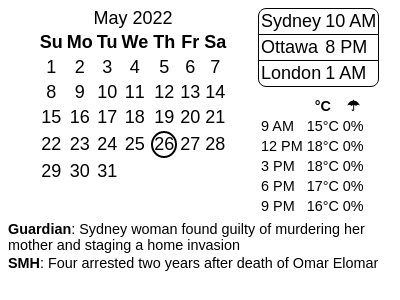 May 2022
Su Mo Tu We Th Fr Sa
1 2 3 4 5 6 7
8 9 10 11 12 13 14
15 16 17 18 19 20 21
22 23 24 25 26 27 28
29 30 31
Sydney 10 AM
Ottawa 8 PM
London 1 AM
°C ☂
9 AM 15°C 0%
12 PM 18°C 0%
3 PM 18°C 0%
6 PM 17°C 0%
9 PM 16°C 0%
Guardian: Sydney woman found guilty of murdering her
mother and staging a home invasion
SMH: Four arrested two years after death of Omar Elomar